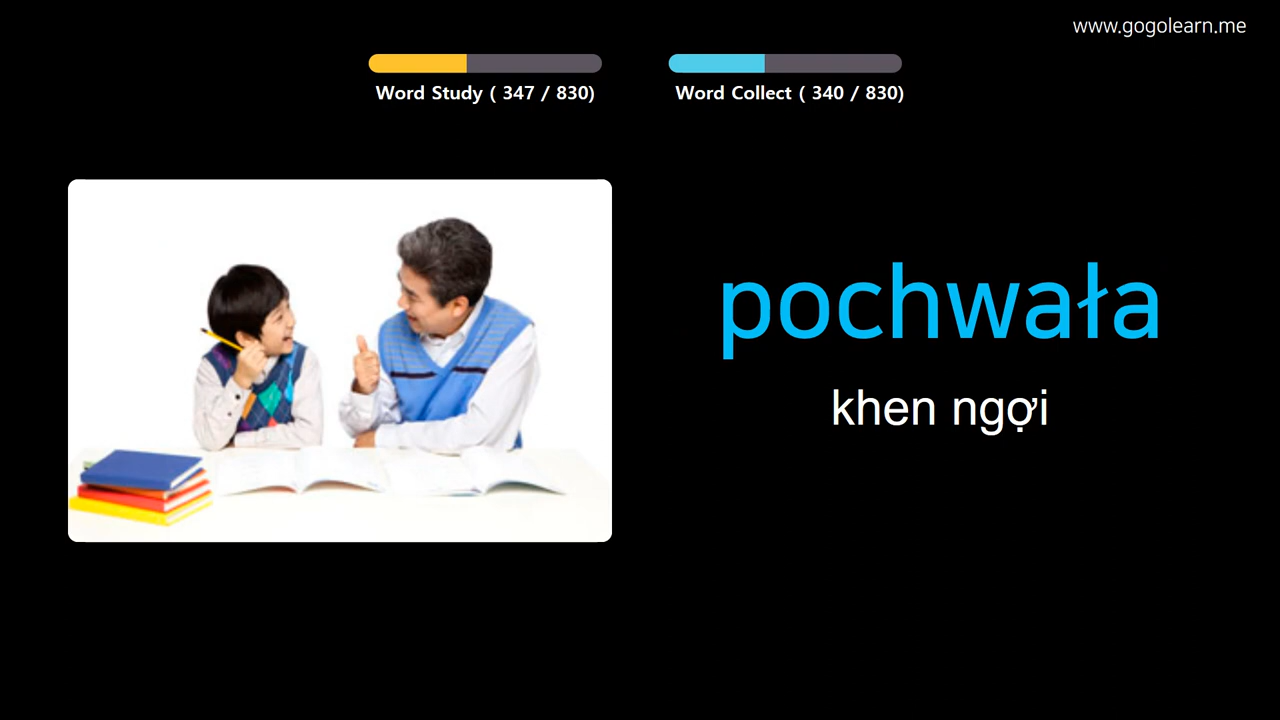 www.gogolearn.me
Word Study ( 347 / 830)
Word Collect ( 340 / 830)
pochwała
khen ngợi